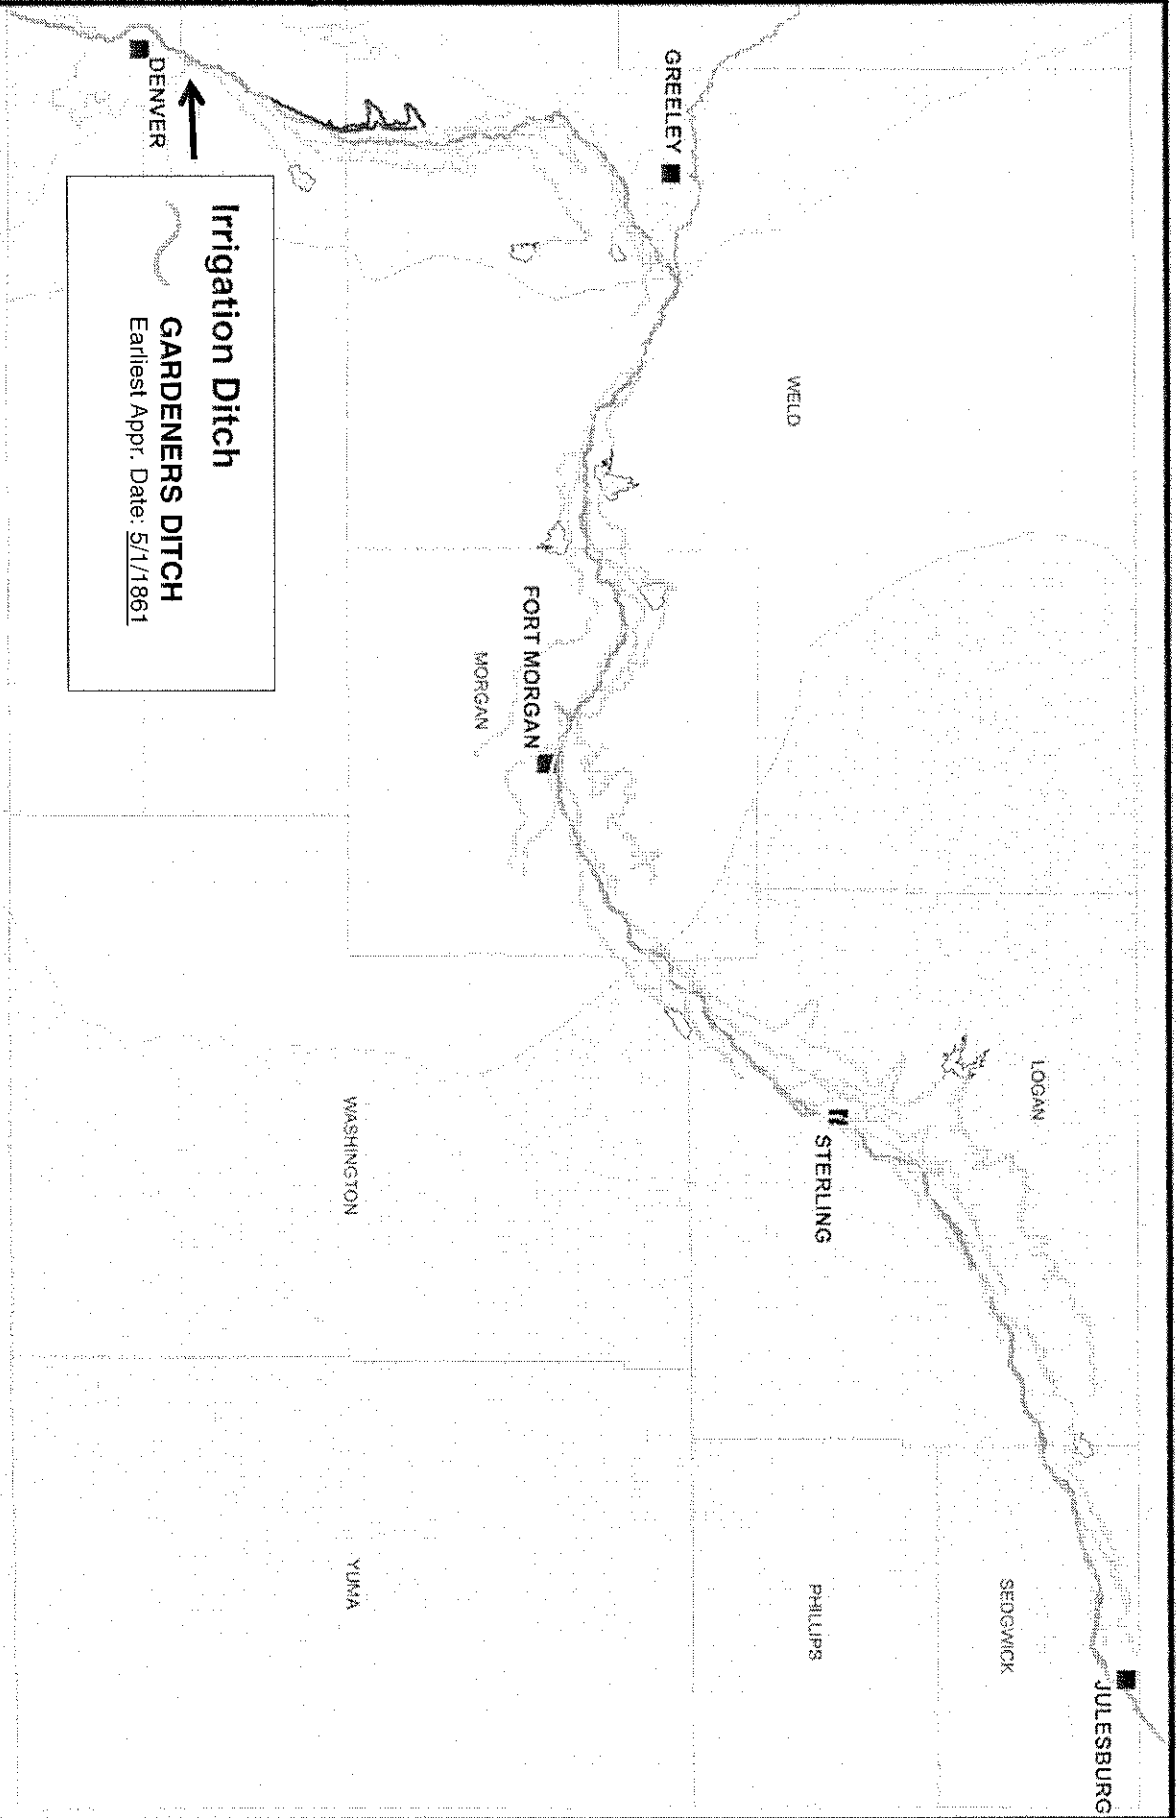 JULESBURG
SEDGWICK
LOGAN
STERLING
PHILLIPS
WELD
GREELEY
FORT MORGAN
MORGAN
WASHINGTON
YUMA
DENVER
Irrigation Ditch
GARDENERS DITCH
Earliest Appr. Date: 5/1/1861